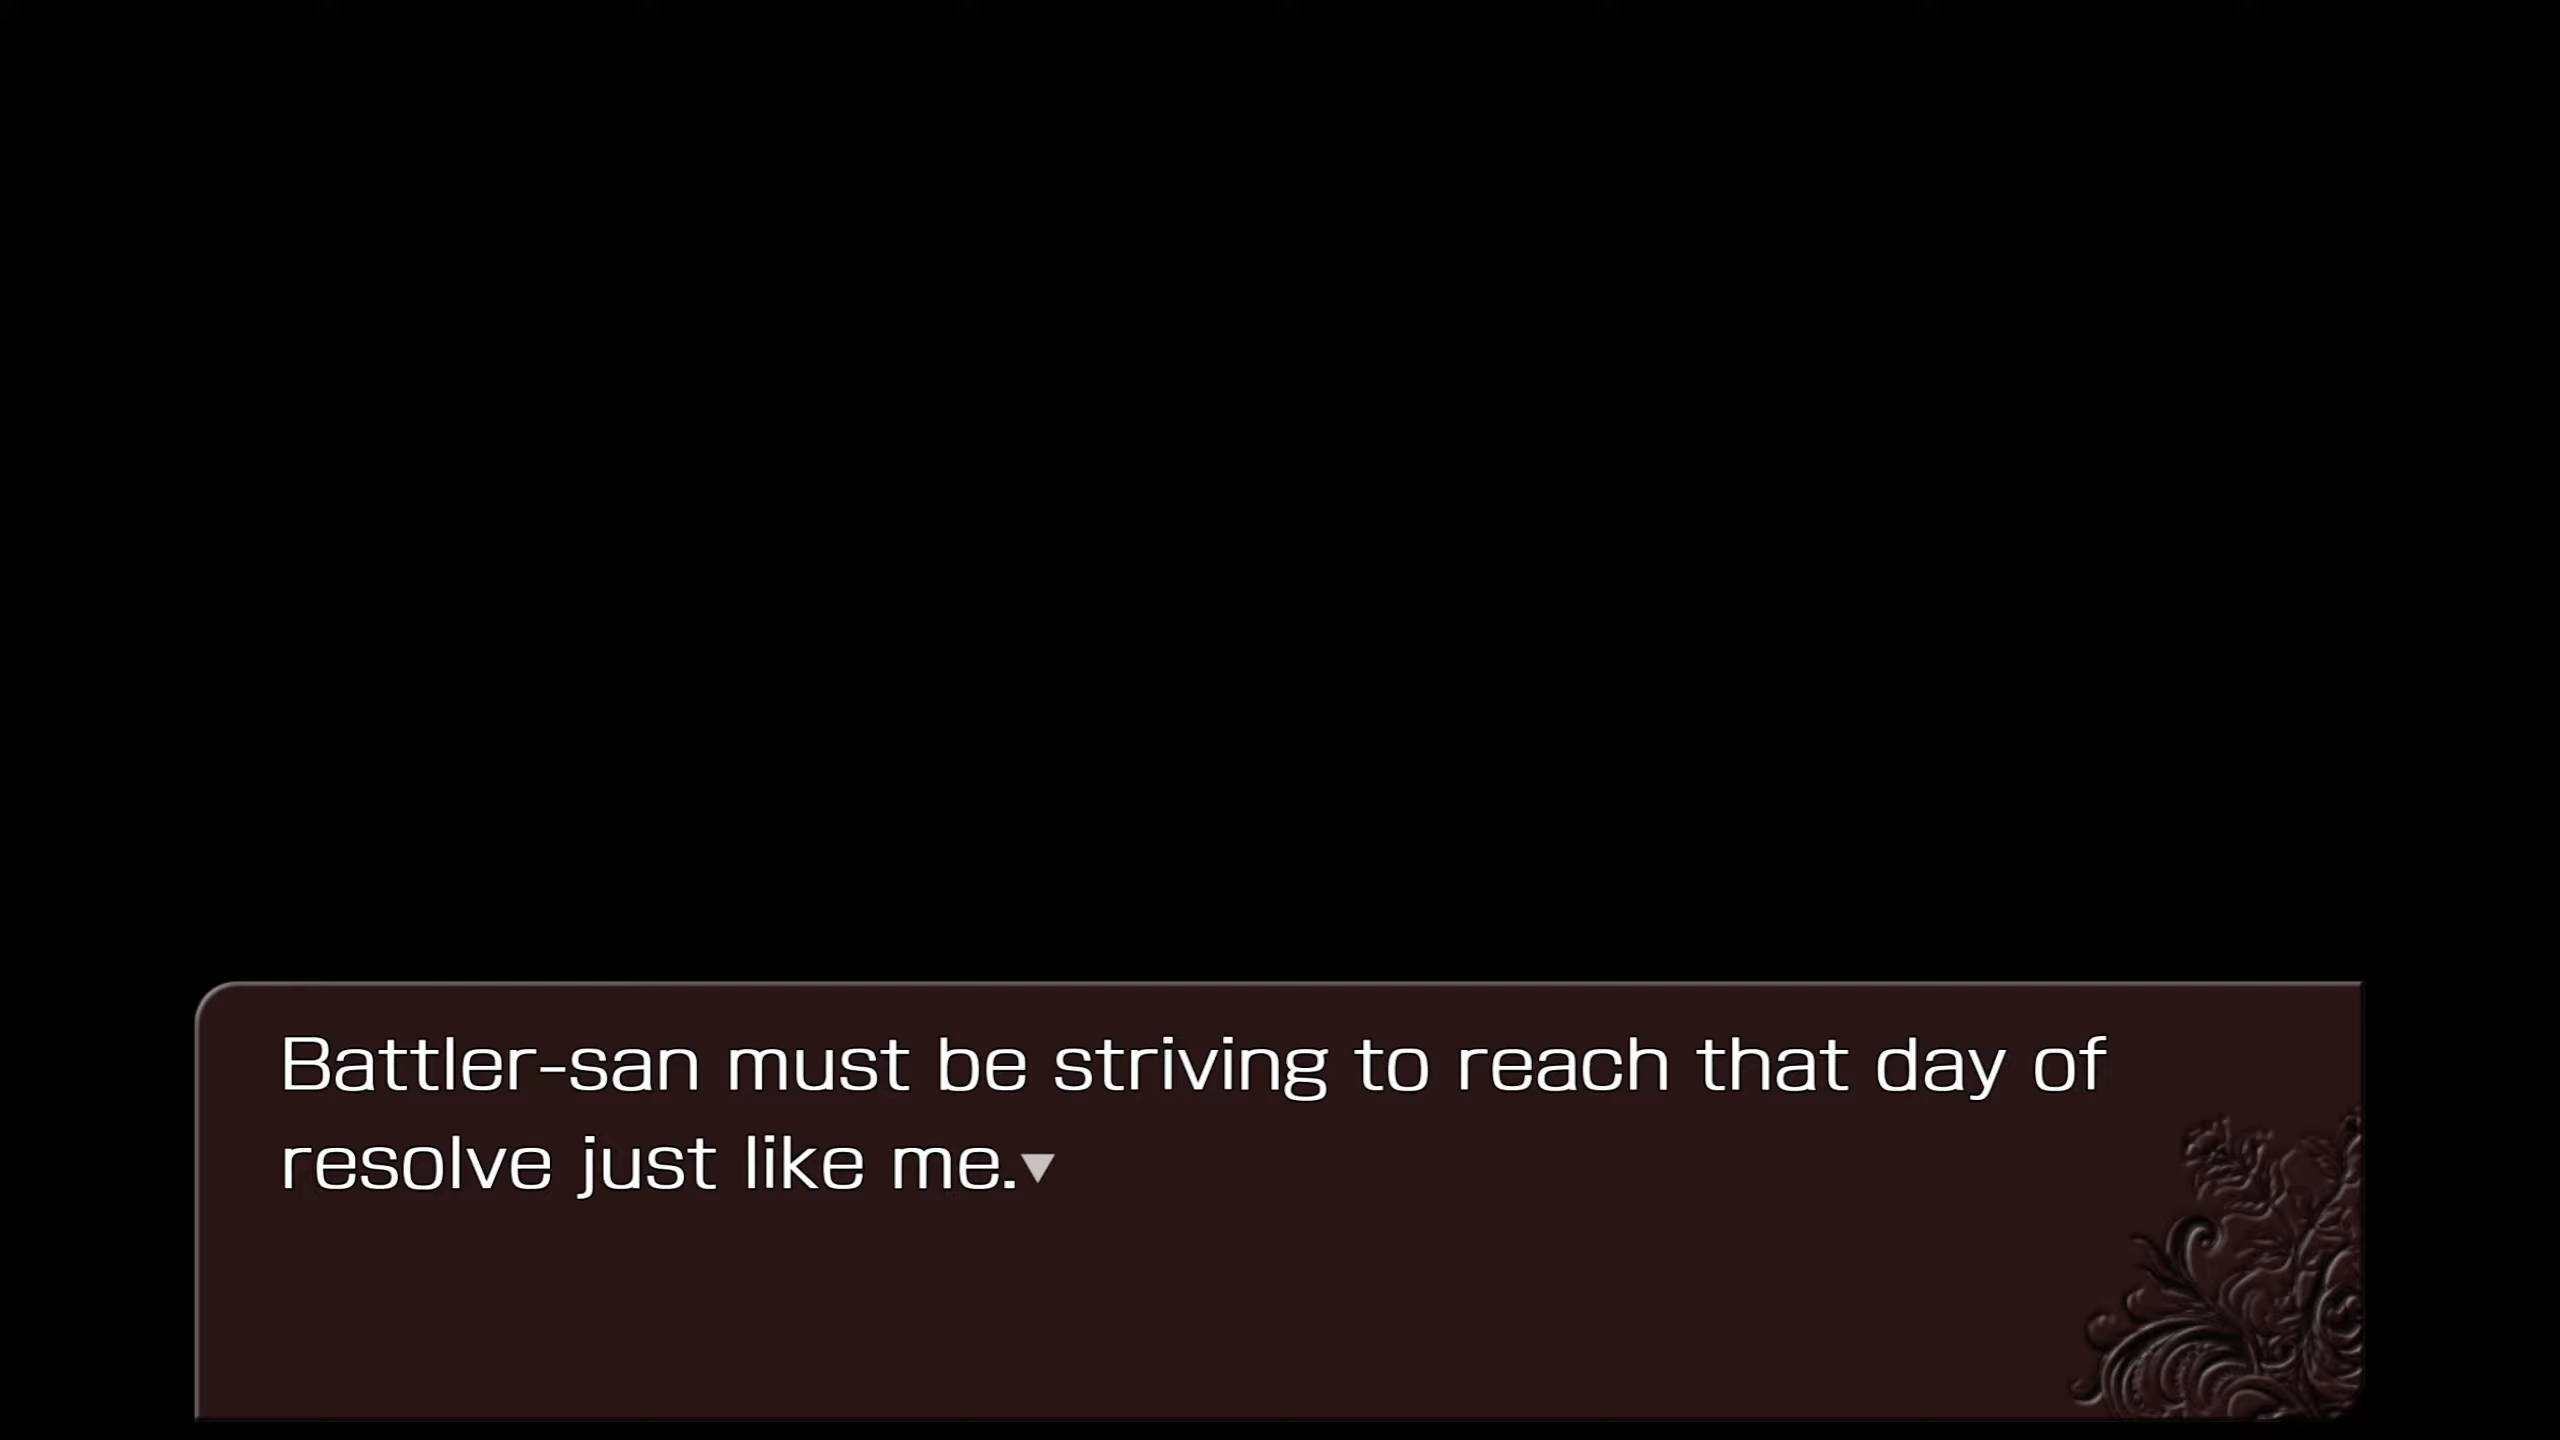 Battler-san must be striving to reach that day of
resolve just like me.